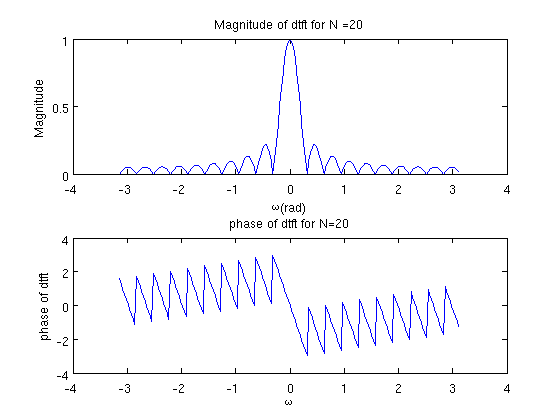 Magnitude of dtft for N =20
Magnitude
1
0.5
0
-4 -3 -2 -1 0 1 2 3 4
ω(rad)
phase of dtft for N=20
phase of dtft
4
2
0
-2
-4
-4 -3 -2 -1 0 1 2 3 4
ω